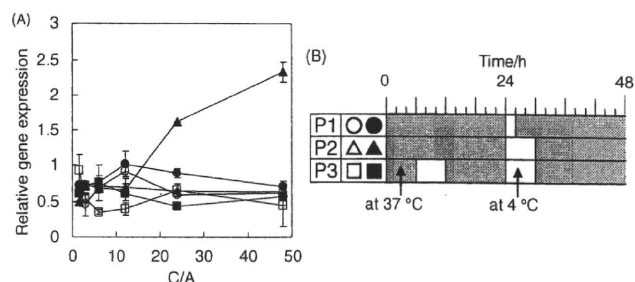 (A)
3
2.5
2
1.5
1
0.5
0
Relative gene expression
0 10 20 30 40 50
C/A
(B)
Time/h
0 24 48
P1 ○ ●
P2 △ ▲
P3 □ ■
at 37 °C at 4 °C